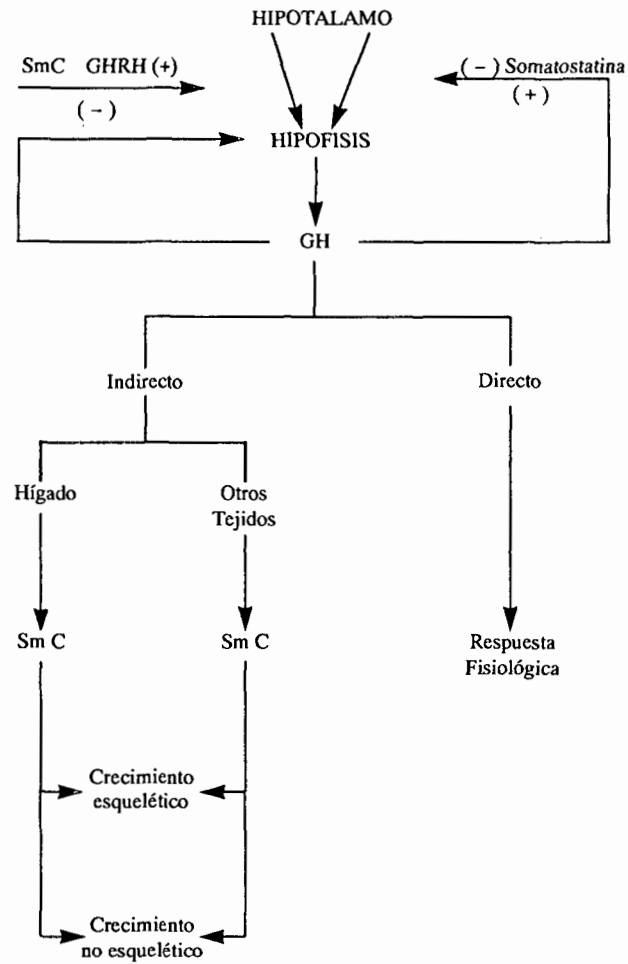 HIPOTALAMO
SmC GHRH (+)
( - )
( - ) Somatostatina
( + )
HIPOFISIS
GH
Indirecto
Directo
Hígado
Otros
Tejidos
Sm C
Sm C
Respuesta
Fisiológica
Crecimiento
esquelético
Crecimiento
no esquelético